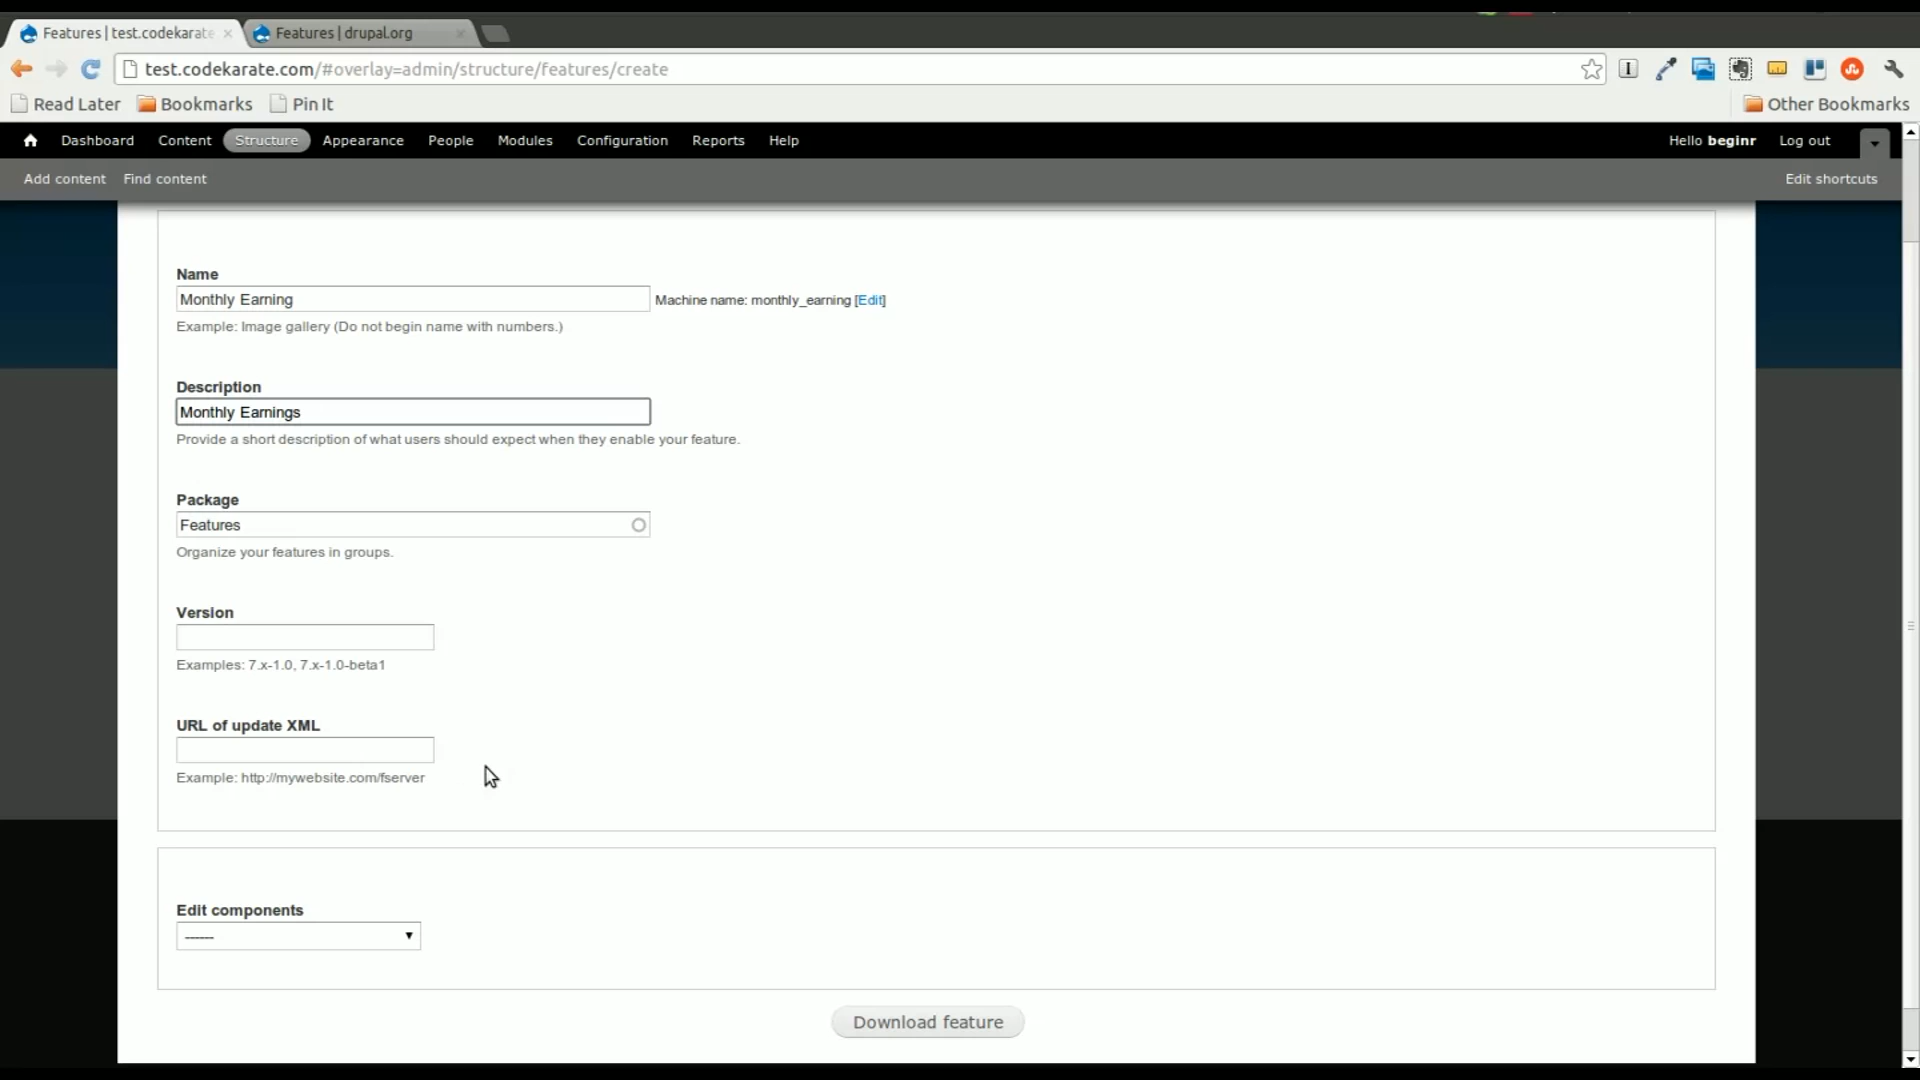 Features | test.codekarate
Features | drupal.org
test.codekarate.com/#overlay=admin/structure/features/create
Read Later Bookmarks Pin It Other Bookmarks
Dashboard Content Structure Appearance People Modules Configuration Reports Help Hello beginr Log out
Add content Find content Edit shortcuts
Name
Monthly Earning Machine name: monthly_earning [Edit]
Example: Image gallery (Do not begin name with numbers.)
Description
Monthly Earnings
Provide a short description of what users should expect when they enable your feature.
Package
Features
Organize your features in groups.
Version
Examples: 7.x-1.0, 7.x-1.0-beta1
URL of update XML
Example: http://mywebsite.com/fserver
Edit components
------
Download feature